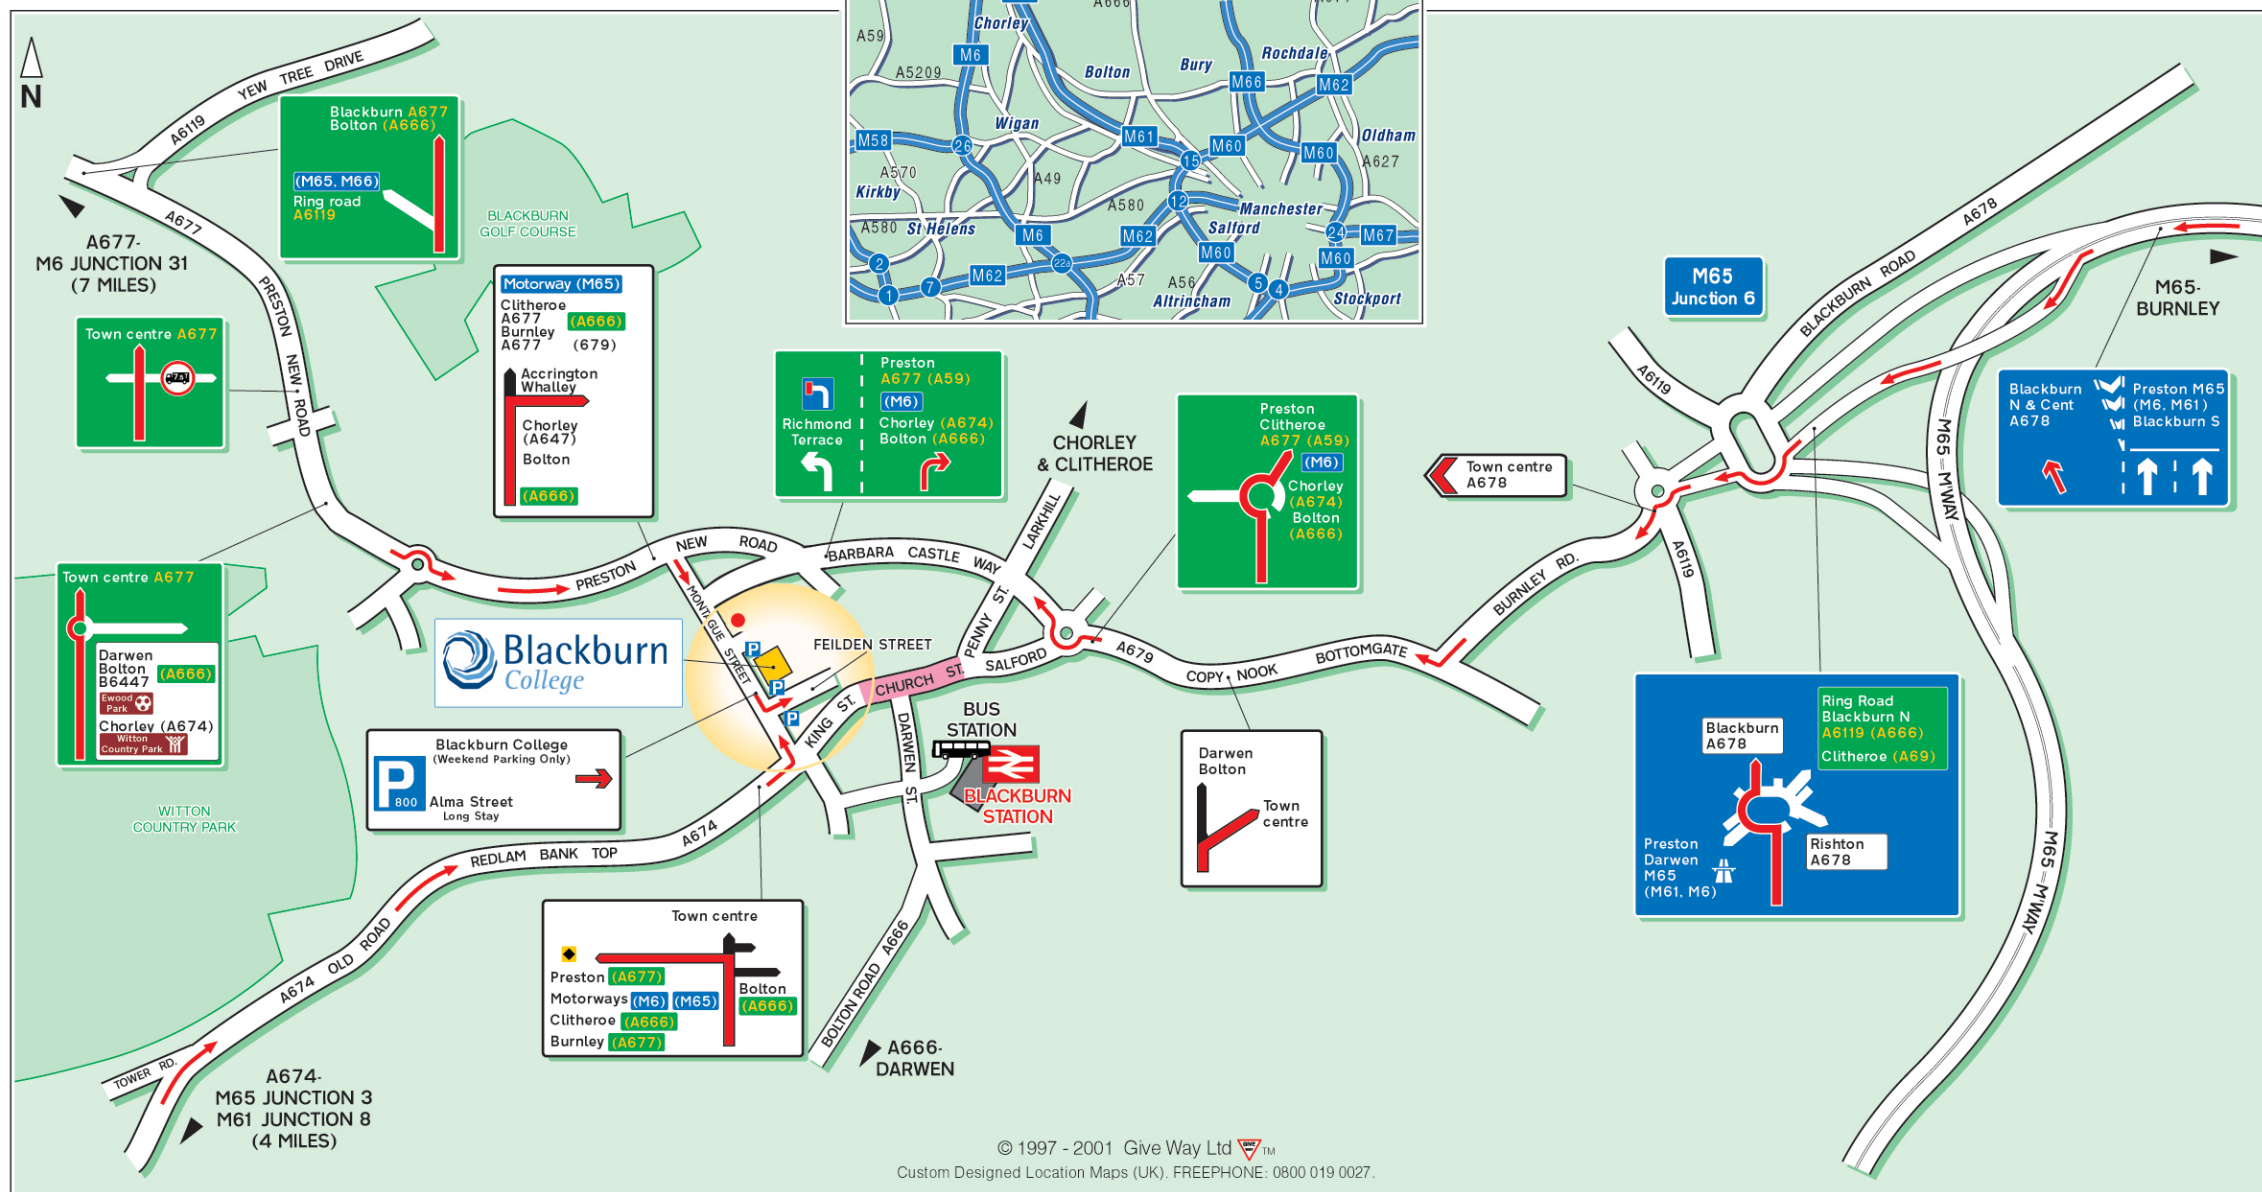 N
YEW TREE DRIVE
A6119
Blackburn A677
Bolton (A666)
(M65, M66)
Ring road
A6119
A677
A677-
M6 JUNCTION 31
(7 MILES)
PRESTON NEW ROAD
BLACKBURN
GOLF COURSE
Town centre A677
Motorway (M65)
Clitheroe
A677 (A666)
Burnley
A677 (679)
Accrington
Whalley
Chorley
(A647)
Bolton
(A666)
Chorley
A59
M6
A5209
A666
Bolton
Bury
Rochdale
M66
M62
Wigan
M58
26
M61
15
M60
M60
Oldham
A627
A570
Kirkby
A49
12
A580
Manchester
A580
St Helens
M6
M62
Salford
24
M67
M60
M60
2
22a
1
7
M62
A57
A56
5
4
Altrincham
Stockport
Richmond
Terrace
Preston
A677 (A59)
(M6)
Chorley (A674)
Bolton (A666)
CHORLEY
& CLITHEROE
Preston
Clitheroe
A677 (A59)
(M6)
Chorley
(A674)
Bolton
(A666)
Town centre
A678
M65
Junction 6
A678
BLACKBURN ROAD
A6119
M65-
BURNLEY
Blackburn
N & Cent
A678
Preston M65
(M6, M61)
Blackburn S
M65 M'WAY
A6119
BURNLEY RD.
Town centre A677
Darwen
Bolton (A666)
B6447
Ewood
Park
Chorley (A674)
Witton
Country Park
PRESTON NEW ROAD
BARBARA CASTLE WAY
LARKHILL
PENNY ST.
MONTAGUE STREET
Blackburn
College
P
P
P
FEILDEN STREET
KING ST.
CHURCH ST.
SALFORD
A679
COPY NOOK
BOTTOMGATE
DARWEN ST.
BUS
STATION
BLACKBURN
STATION
Blackburn College
(Weekend Parking Only)
P
800
Alma Street
Long Stay
Darwen
Bolton
Town
centre
Blackburn
A678
Ring Road
Blackburn N
A6119 (A666)
Clitheroe (A69)
Preston
Darwen
M65
(M61, M6)
Rishton
A678
M65 M'WAY
WITTON
COUNTRY PARK
A674
REDLAM BANK TOP
A674 OLD ROAD
Town centre
Preston (A677)
Motorways (M6) (M65)
Clitheroe (A666)
Burnley (A677)
Bolton
(A666)
BOLTON ROAD A666
A666-
DARWEN
TOWER RD.
A674-
M65 JUNCTION 3
M61 JUNCTION 8
(4 MILES)
© 1997 - 2001 Give Way Ltd GIVE WAY TM
Custom Designed Location Maps (UK). FREEPHONE: 0800 019 0027.